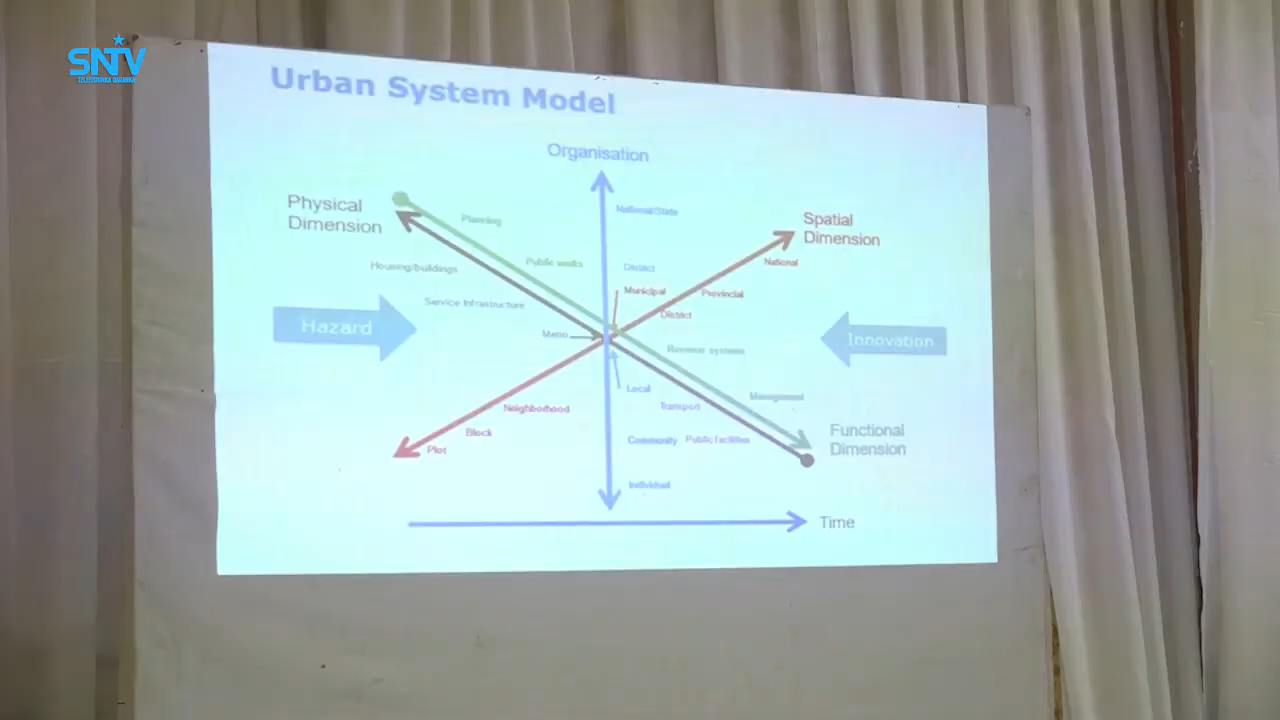 SNTV
Urban System Model
Organisation
Physical
Dimension
Planning
National/State
Spatial
Dimension
Public works
Housing/buildings
District
National
Municipal
Provincial
Service Infrastructure
District
Hazard
Metro
Innovation
Revenue systems
Local
Management
Neighborhood
Transport
Block
Plot
Community
Public facilities
Functional
Dimension
Individual
Time